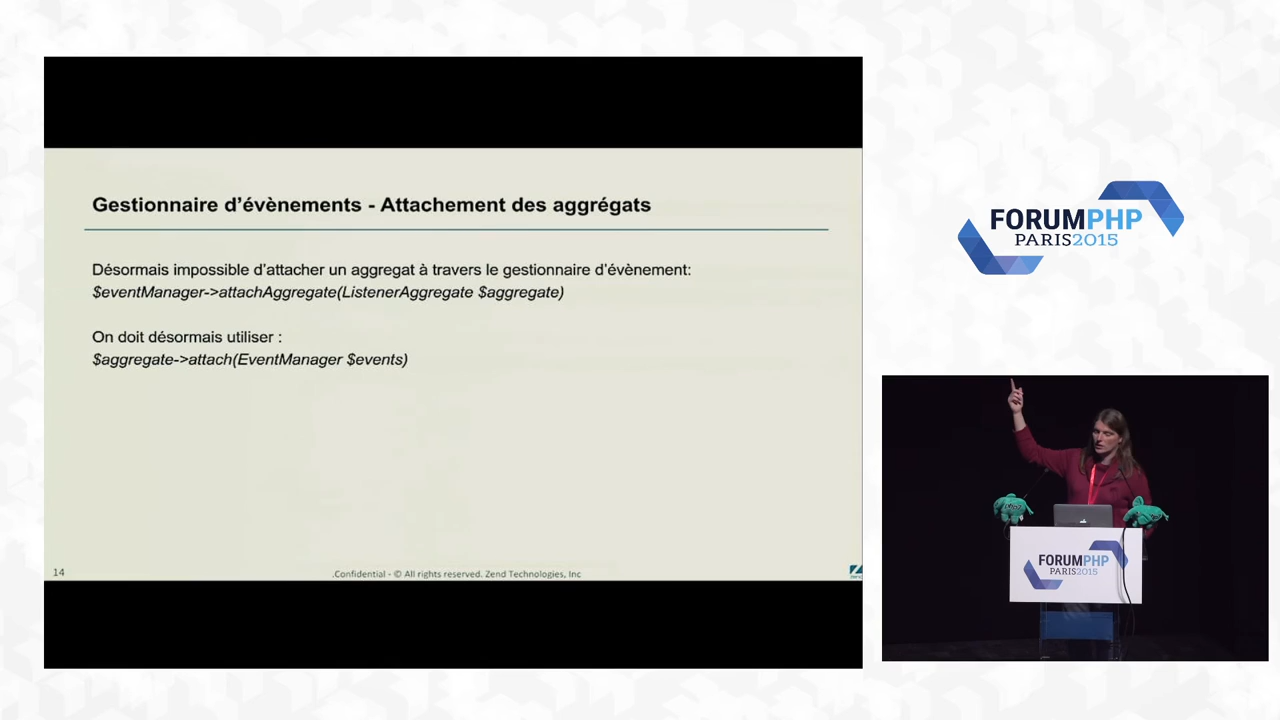 Gestionnaire d'évènements - Attachement des aggrégats
Désormais impossible d'attacher un aggregat à travers le gestionnaire d'évènement:
$eventManager->attachAggregate(ListenerAggregate $aggregate)
On doit désormais utiliser :
$aggregate->attach(EventManager $events)
14
.Confidential - © All rights reserved. Zend Technologies, Inc
FORUMPHP
PARIS2015
FORUMPHP
PARIS2015